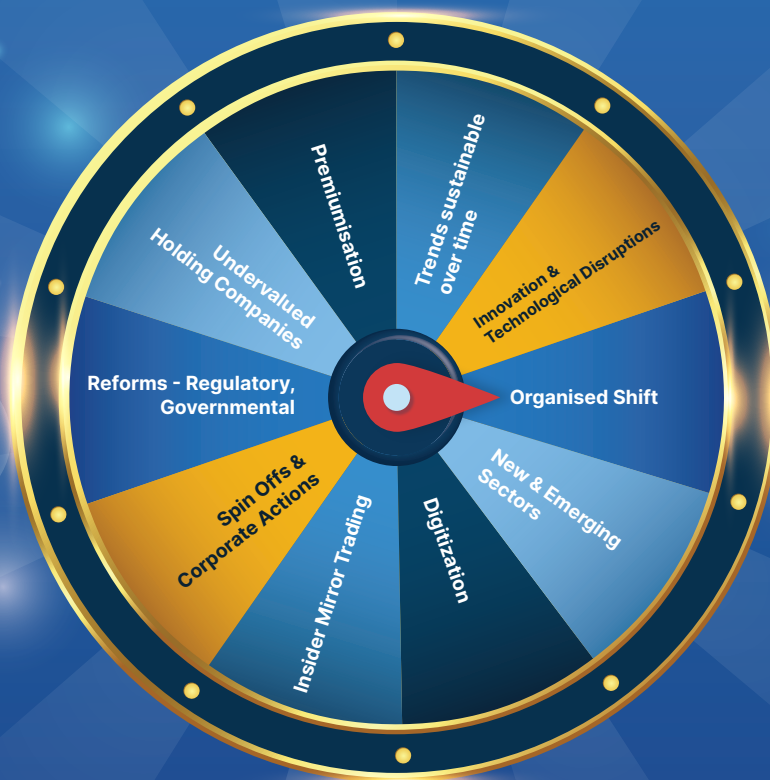 Trends sustainable
over time
Innovation &
Technological Disruptions
Organised Shift
New & Emerging
Sectors
Digitization
Insider Mirror Trading
Spin Offs &
Corporate Actions
Reforms - Regulatory,
Governmental
Undervalued
Holding Companies
Premiumisation